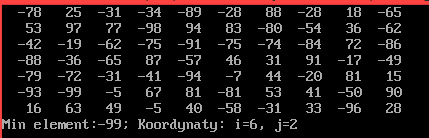 -78 25 -31 -34 -89 -28 88 -28 18 -65
53 97 77 -98 94 83 -80 -54 36 -62
-42 -19 -62 -75 -91 -75 -74 -84 72 -86
-88 -36 -65 87 -57 46 31 91 -17 -49
-79 -72 -31 -41 -94 -7 44 -20 81 15
-93 -99 -5 67 81 -81 53 41 -50 90
16 63 49 -5 40 -58 -31 33 -96 28
Min element:-99; Koordynaty: i=6, j=2